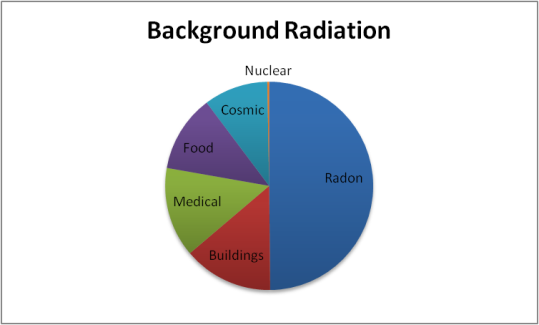 Background Radiation
Nuclear
Cosmic
Food
Radon
Medical
Buildings